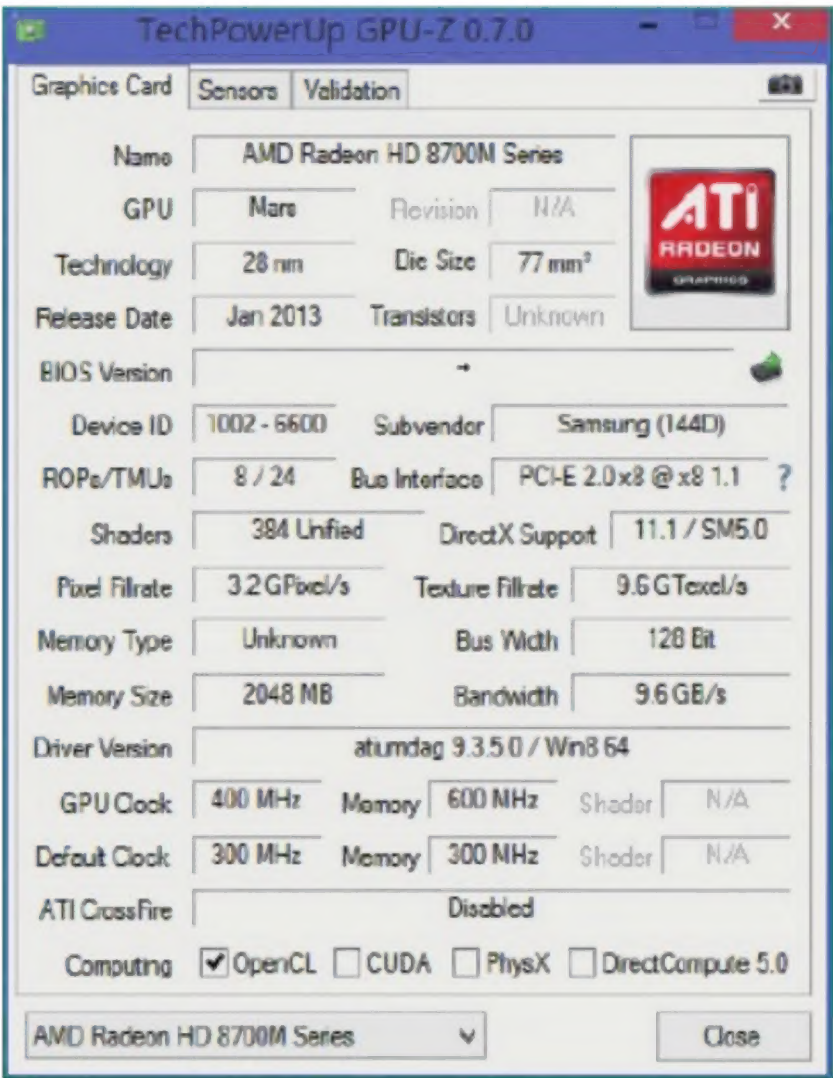 TechPowerUp GPU-Z 0.7.0
Graphics Card Sensors Validation
Name AMD Radeon HD 8700M Series
GPU Mars Revision N/A
Technology 28 nm Die Size 77 mm²
Release Date Jan 2013 Transistors Unknown
ATI
RADEON
GRAPHICS
BIOS Version
Device ID 1002 - 6600 Subvendor Samsung (144D)
ROPs/TMUs 8 / 24 Bus Interface PCI-E 2.0 x8 @ x8 1.1 ?
Shaders 384 Unified DirectX Support 11.1 / SM5.0
Pixel Fillrate 3.2 GPixel/s Texture Fillrate 9.6 GTexel/s
Memory Type Unknown Bus Width 128 Bit
Memory Size 2048 MB Bandwidth 9.6 GB/s
Driver Version atiumdag 9.3.5.0 / Win8 64
GPU Clock 400 MHz Memory 600 MHz Shader N/A
Default Clock 300 MHz Memory 300 MHz Shader N/A
ATI CrossFire Disabled
Computing OpenCL CUDA PhysX DirectCompute 5.0
AMD Radeon HD 8700M Series Close